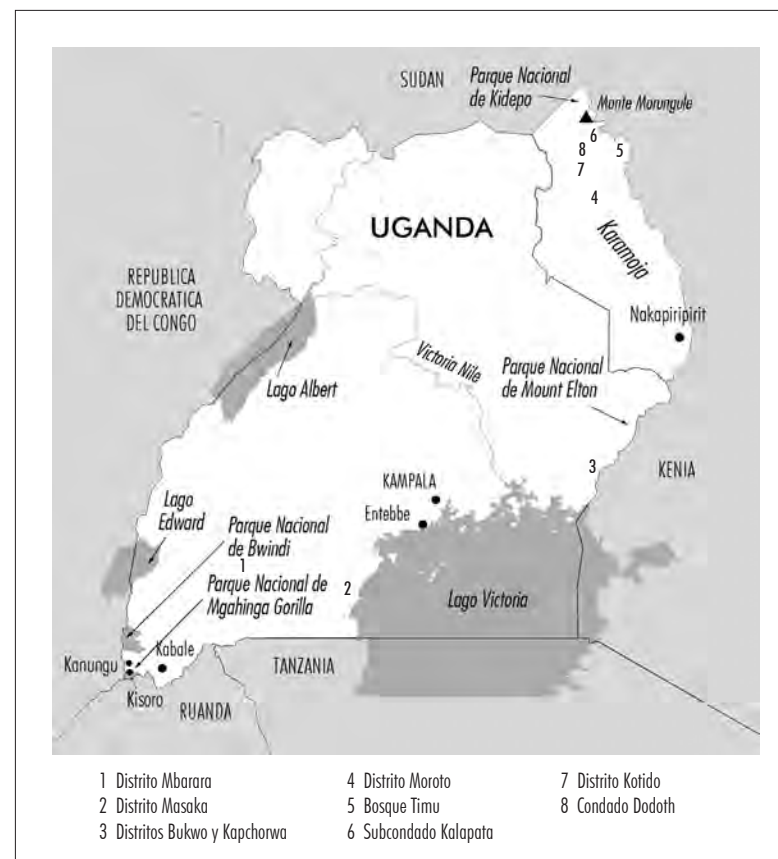 SUDAN
Parque Nacional
de Kidepo
Monte Morungule
6
8
5
7
4
UGANDA
Karamoja
REPUBLICA
DEMOCRATICA
DEL CONGO
Nakapiripirit
Victoria Nile
Parque Nacional
de Mount Elton
Lago Albert
3
KENIA
KAMPALA
Entebbe
Lago
Edward
Parque Nacional
de Bwindi
1
Parque Nacional de
Mgahinga Gorilla
2
Lago Victoria
Kanungu
Kabale
TANZANIA
Kisoro
RUANDA
1 Distrito Mbarara
2 Distrito Masaka
3 Distritos Bukwo y Kapchorwa
4 Distrito Moroto
5 Bosque Timu
6 Subcondado Kalapata
7 Distrito Kotido
8 Condado Dodoth